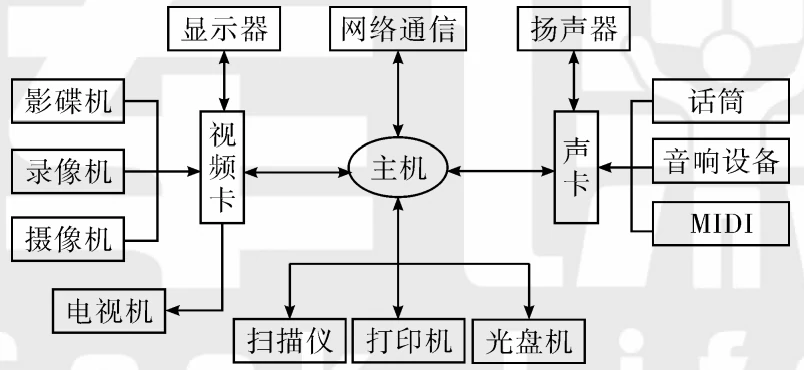 显示器
网络通信
扬声器
影碟机
视频卡
话筒
录像机
主机
声卡
音响设备
摄像机
MIDI
电视机
扫描仪
打印机
光盘机